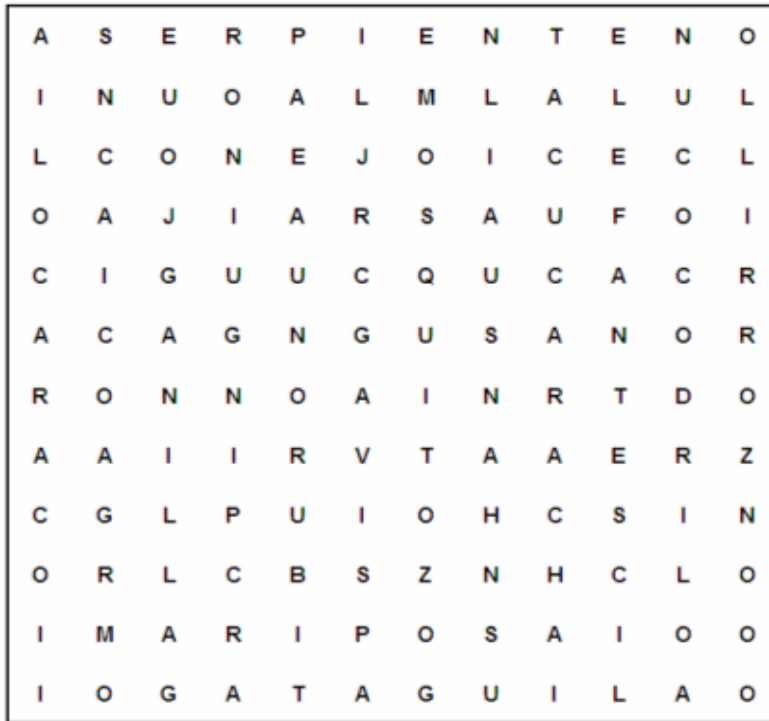 A S E R P I E N T E N O
I N U O A L M L A L U L
L C O N E J O I C E C L
O A J I A R S A U F O I
C I G U U C Q U C A C R
A C A G N G U S A N O R
R O N N O A I N R T D O
A A I I R V T A A E R Z
C G L P U I O H C S I N
O R L C B S Z N H C L O
I M A R I P O S A I O O
I O G A T A G U I L A O